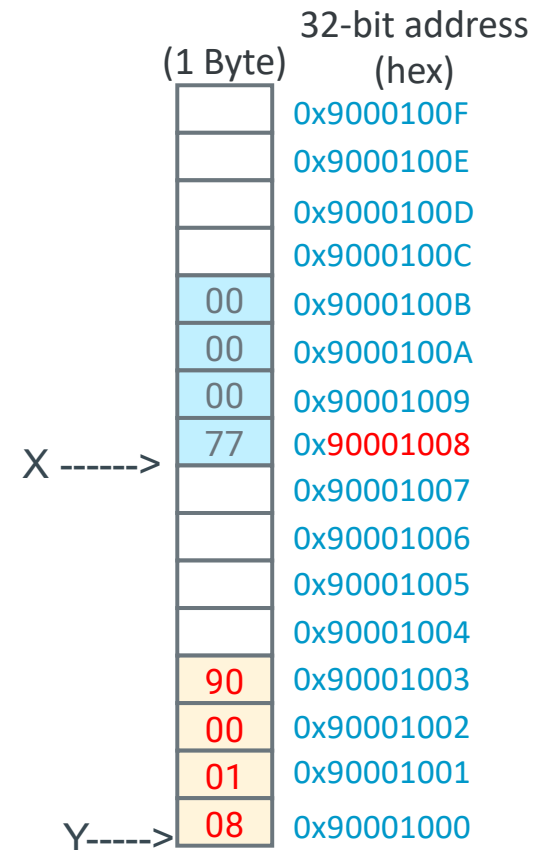 32-bit address
(1 Byte) (hex)
0x9000100F
0x9000100E
0x9000100D
0x9000100C
00 0x9000100B
00 0x9000100A
00 0x90001009
77 0x90001008
X ------>
0x90001007
0x90001006
0x90001005
0x90001004
90 0x90001003
00 0x90001002
01 0x90001001
08 0x90001000
Y----->